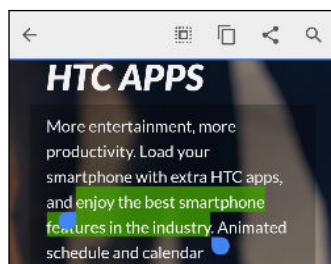 HTC APPS
More entertainment, more
productivity. Load your
smartphone with extra HTC apps,
and enjoy the best smartphone
features in the industry. Animated
schedule and calendar